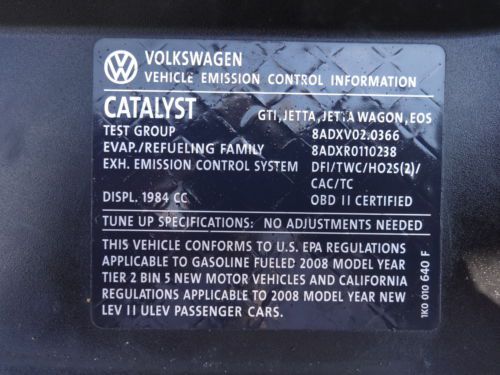 VOLKSWAGEN
VEHICLE EMISSION CONTROL INFORMATION
CATALYST GTI, JETTA, JETTA WAGON, EOS
TEST GROUP 8ADXV02.0366
EVAP./REFUELING FAMILY 8ADXR0110238
EXH. EMISSION CONTROL SYSTEM DFI/TWC/HO2S(2)/
CAC/TC
DISPL. 1984 CC OBD II CERTIFIED
TUNE UP SPECIFICATIONS: NO ADJUSTMENTS NEEDED
THIS VEHICLE CONFORMS TO U.S. EPA REGULATIONS
APPLICABLE TO GASOLINE FUELED 2008 MODEL YEAR
TIER 2 BIN 5 NEW MOTOR VEHICLES AND CALIFORNIA
REGULATIONS APPLICABLE TO 2008 MODEL YEAR NEW
LEV II ULEV PASSENGER CARS.
1K0 010 640 F